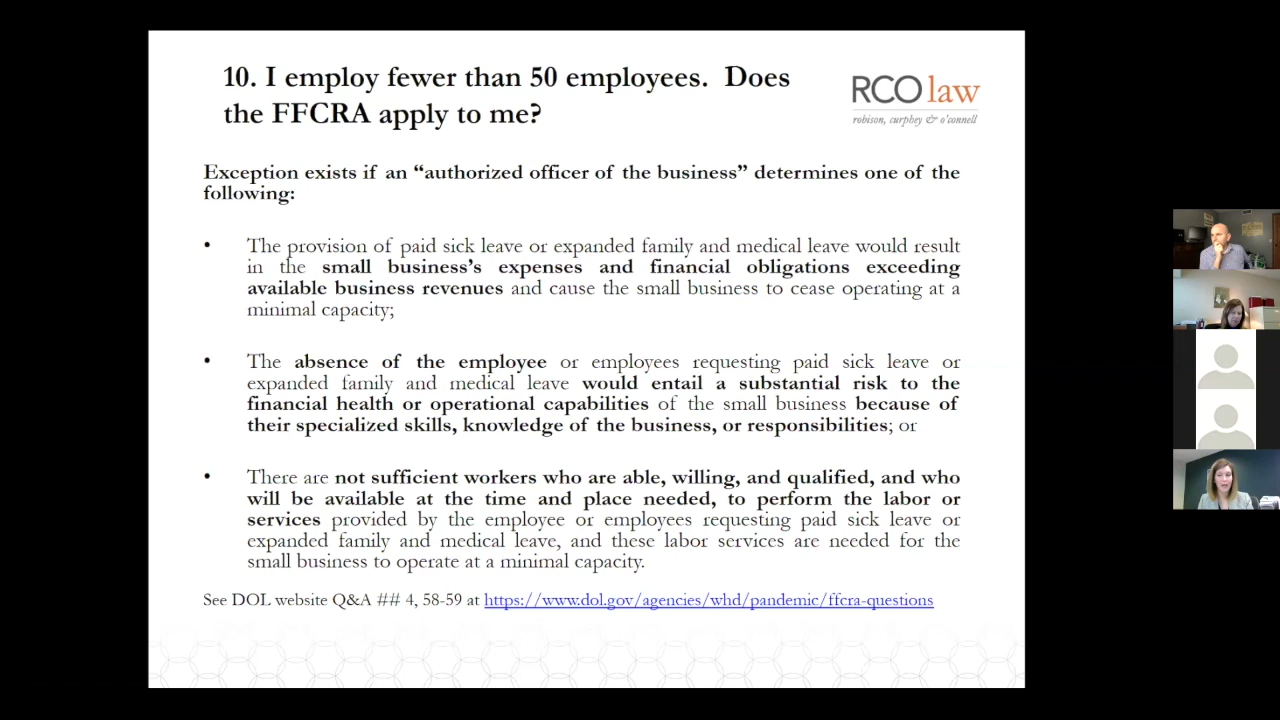 10. I employ fewer than 50 employees. Does
the FFCRA apply to me?
RCO law
robison, curphey & o'connell
Exception exists if an “authorized officer of the business” determines one of the
following:
• The provision of paid sick leave or expanded family and medical leave would result
in the small business’s expenses and financial obligations exceeding
available business revenues and cause the small business to cease operating at a
minimal capacity;
• The absence of the employee or employees requesting paid sick leave or
expanded family and medical leave would entail a substantial risk to the
financial health or operational capabilities of the small business because of
their specialized skills, knowledge of the business, or responsibilities; or
• There are not sufficient workers who are able, willing, and qualified, and who
will be available at the time and place needed, to perform the labor or
services provided by the employee or employees requesting paid sick leave or
expanded family and medical leave, and these labor services are needed for the
small business to operate at a minimal capacity.
See DOL website Q&A ## 4, 58-59 at https://www.dol.gov/agencies/whd/pandemic/ffcra-questions